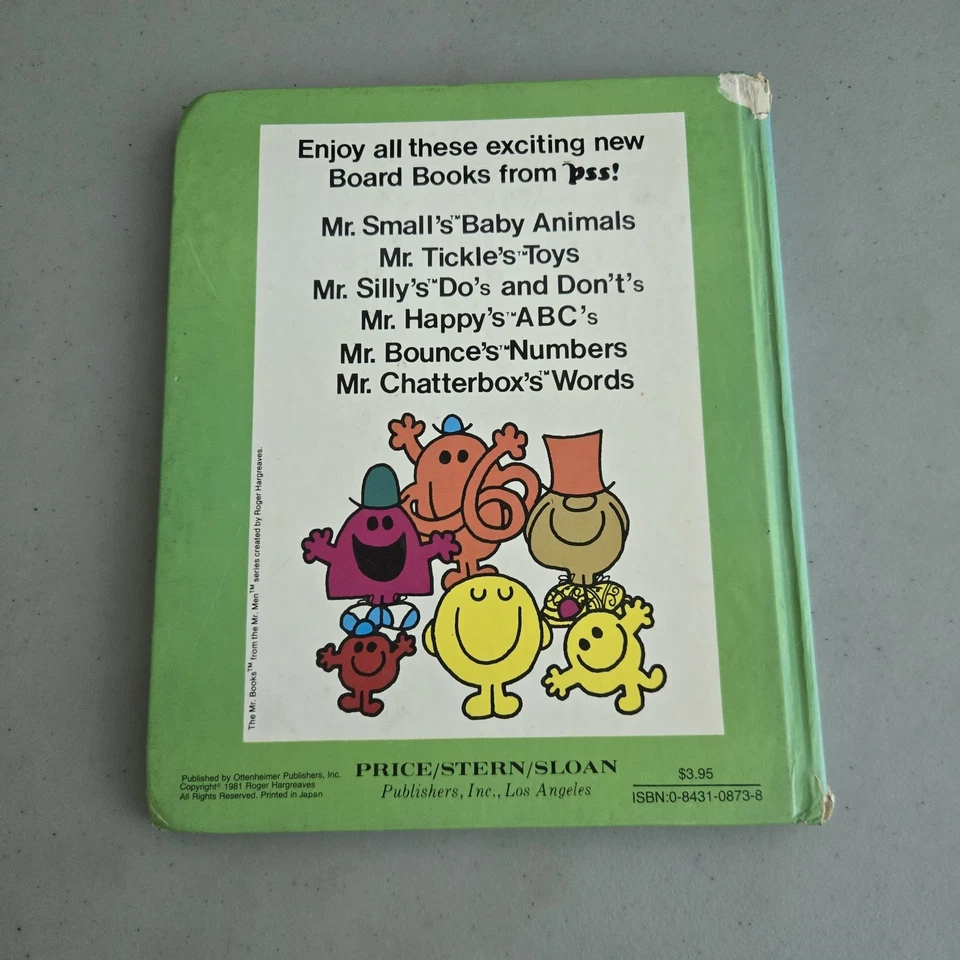 Enjoy all these exciting new
Board Books from pss!
Mr. Small's™ Baby Animals
Mr. Tickle's™ Toys
Mr. Silly's™ Do's and Don't's
Mr. Happy's™ ABC's
Mr. Bounce's™ Numbers
Mr. Chatterbox's™ Words
The Mr. Books™ from the Mr. Men™ series created by Roger Hargreaves.
Published by Ottenheimer Publishers, Inc.
Copyright© 1981 Roger Hargreaves
All Rights Reserved. Printed in Japan
PRICE/STERN/SLOAN
Publishers, Inc., Los Angeles
$3.95
ISBN:0-8431-0873-8